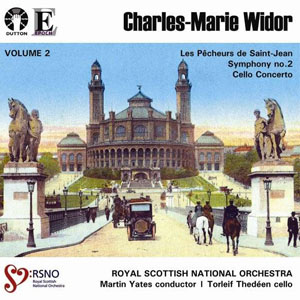 DUTTON
E
EPOCH
Charles-Marie Widor
VOLUME 2
Les Pêcheurs de Saint-Jean
Symphony no.2
Cello Concerto
:RSNO
Royal Scottish
National Orchestra
ROYAL SCOTTISH NATIONAL ORCHESTRA
Martin Yates conductor I Torleif Thedéen cello